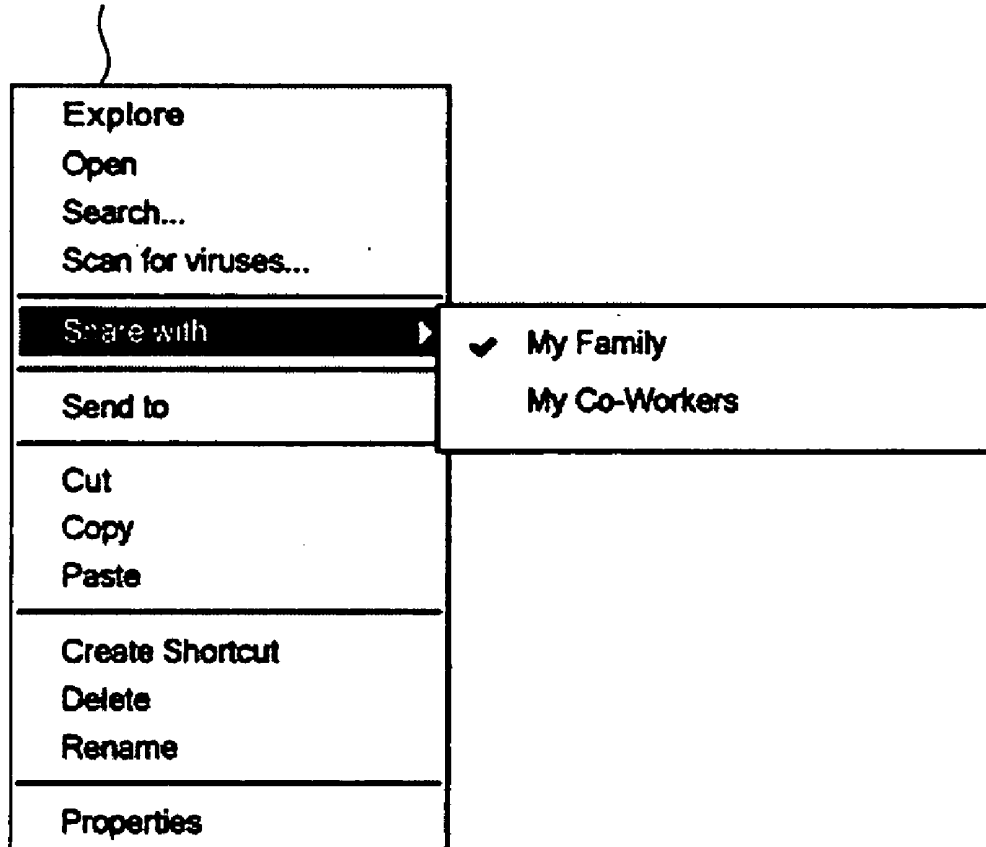 Explore
Open
Search...
Scan for viruses...
Share with
My Family
My Co-Workers
Send to
Cut
Copy
Paste
Create Shortcut
Delete
Rename
Properties